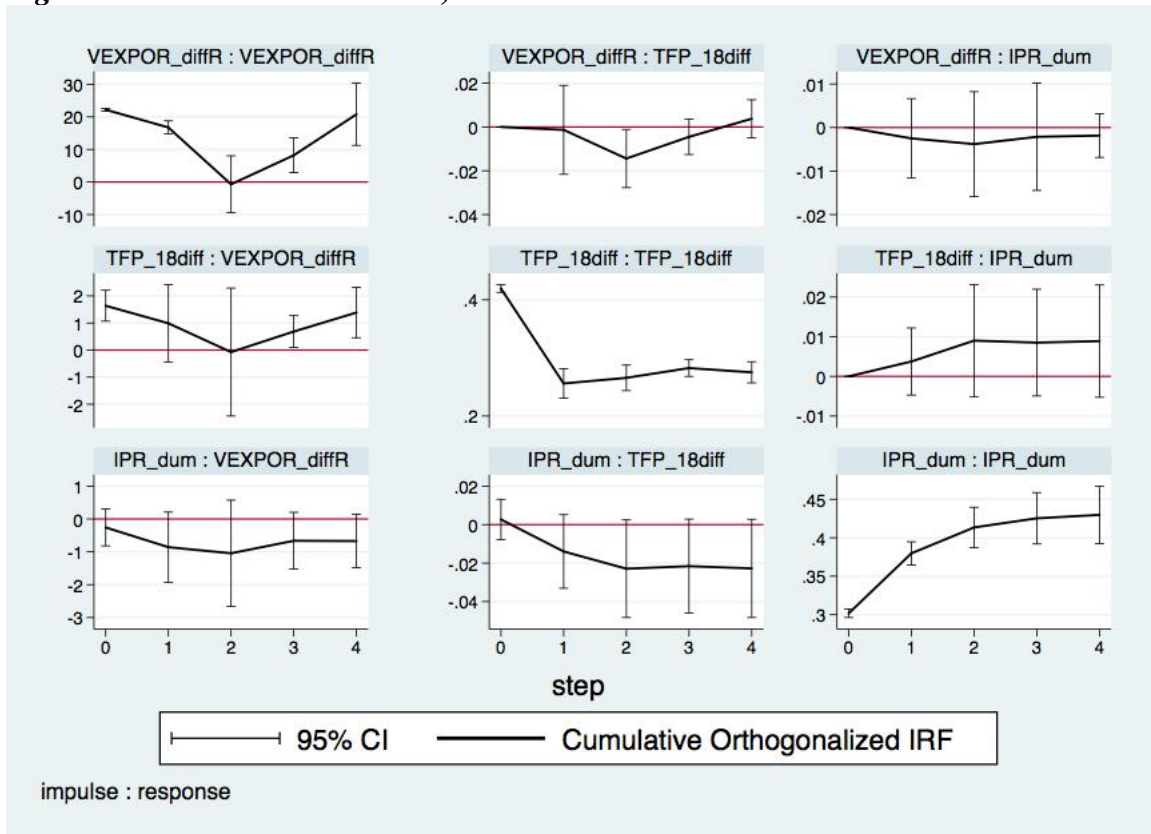 VEXPOR_diffR : VEXPOR_diffR
VEXPOR_diffR : TFP_18diff
VEXPOR_diffR : IPR_dum
30
20
10
0
-10
.02
0
-.02
-.04
.01
0
-.01
-.02
TFP_18diff : VEXPOR_diffR
TFP_18diff : TFP_18diff
TFP_18diff : IPR_dum
2
1
0
-1
-2
.4
.2
.02
.01
0
-.01
IPR_dum : VEXPOR_diffR
IPR_dum : TFP_18diff
IPR_dum : IPR_dum
1
0
-1
-2
-3
.02
0
-.02
-.04
.45
.4
.35
.3
0 1 2 3 4
0 1 2 3 4
0 1 2 3 4
step
95% CI
Cumulative Orthogonalized IRF
impulse : response